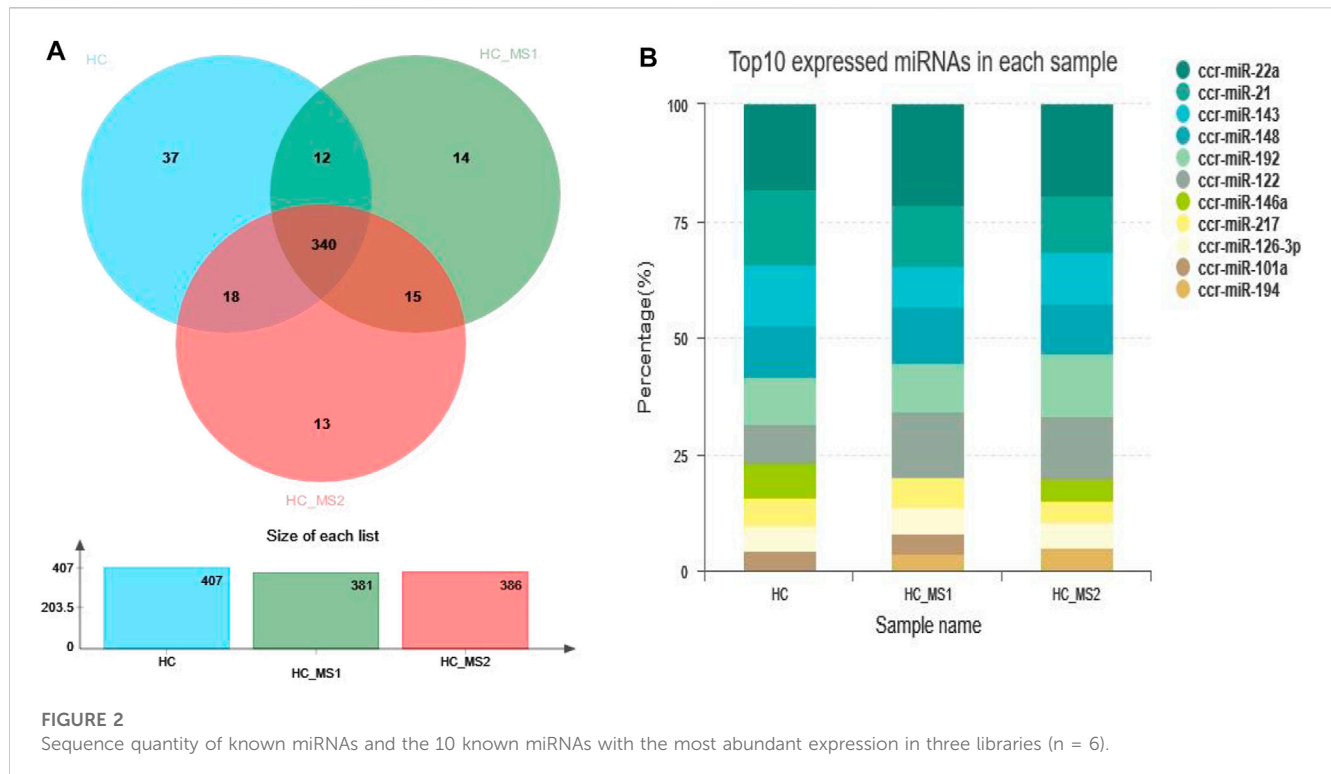 A
HC
HC_MS1
37
12
14
340
18
15
13
HC_MS2
Size of each list
407
203.5
0
407
381
386
HC
HC_MS1
HC_MS2
B
Top10 expressed miRNAs in each sample
Percentage(%)
100
75
50
25
0
HC
HC_MS1
HC_MS2
Sample name
ccr-miR-22a
ccr-miR-21
ccr-miR-143
ccr-miR-148
ccr-miR-192
ccr-miR-122
ccr-miR-146a
ccr-miR-217
ccr-miR-126-3p
ccr-miR-101a
ccr-miR-194
FIGURE 2
Sequence quantity of known miRNAs and the 10 known miRNAs with the most abundant expression in three libraries (n = 6).